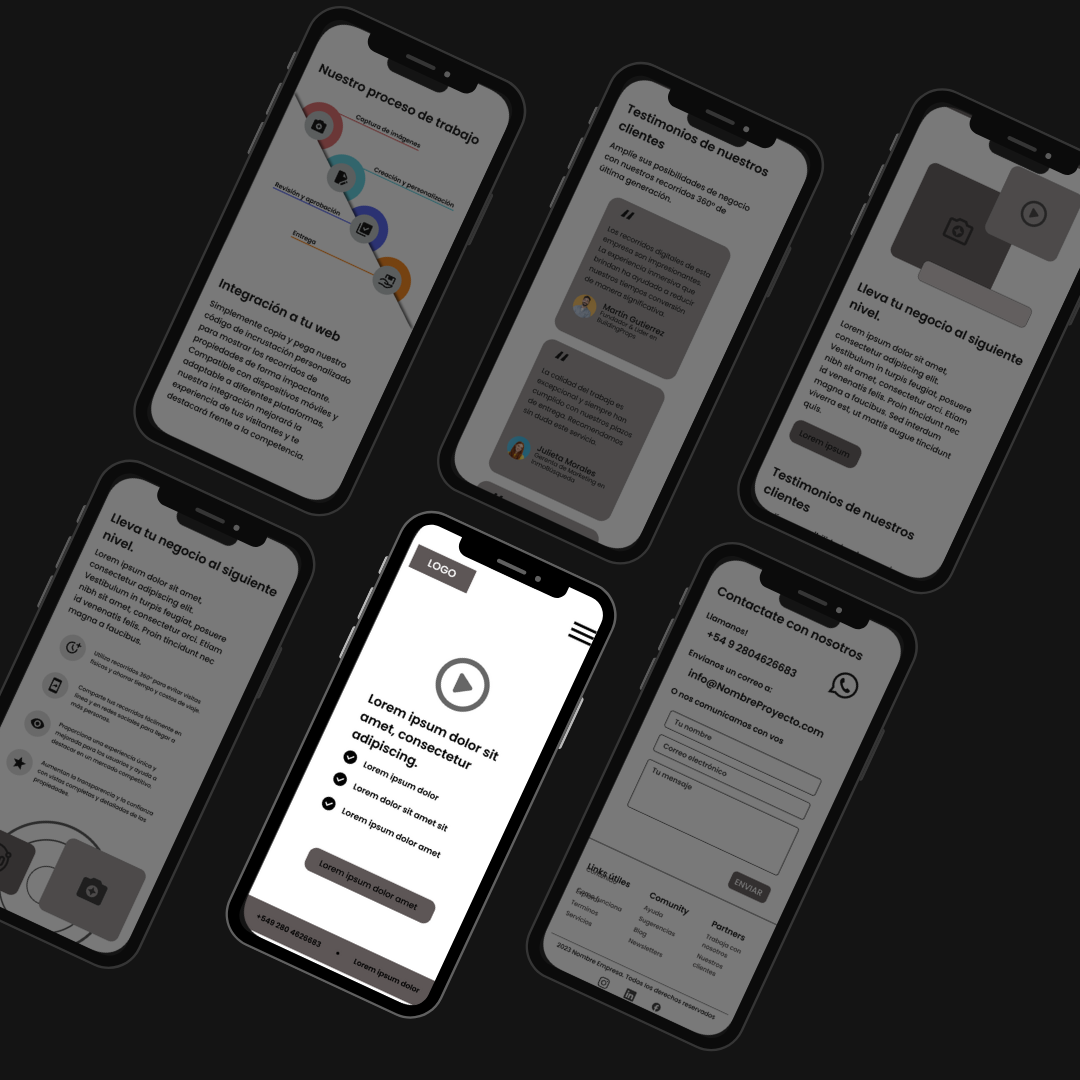 Nuestro proceso de trabajo
Captura de imágenes
Creación y personalización
Revisión y aprobación
Entrega
Integración a tu web
Simplemente copia y pega nuestro
código de incrustación personalizado
para mostrar los recorridos de
propiedades de forma impactante.
Compatible con dispositivos móviles y
adaptable a diferentes plataformas,
nuestra integración mejorará la
experiencia de tus visitantes y te
destacará frente a la competencia.
Testimonios de nuestros
clientes
Amplie sus posibilidades de negocio
con nuestros recorridos 360º de
última generación.
"
Los recorridos digitales de esta
empresa son impresionantes.
La experiencia inmersiva que
brindan ha ayudado a reducir
nuestros tiempos conversión
de manera significativa.
Martin Gutierrez
Fundador & Lider en
BuildingProps
"
La calidad del trabajo es
excepcional y siempre han
cumplido con nuestros plazos
de entrega. Recomendamos
sin duda este servicio.
Julieta Morales
Gerenta de Marketing en
InmoBúsqueda
Lleva tu negocio al siguiente
nivel.
Lorem ipsum dolor sit amet,
consectetur adipiscing elit.
Vestibulum in turpis feugiat, posuere
nibh sit amet, consectetur orci. Etiam
id venenatis felis. Proin tincidunt nec
magna a faucibus. Sed interdum
viverra est, ut mattis augue tincidunt
quis.
Lorem ipsum
Testimonios de nuestros
clientes
Lleva tu negocio al siguiente
nivel.
Lorem ipsum dolor sit amet,
consectetur adipiscing elit.
Vestibulum in turpis feugiat, posuere
nibh sit amet, consectetur orci. Etiam
id venenatis felis. Proin tincidunt nec
magna a faucibus.
Utiliza recorridos 360º para evitar visitas
físicas y ahorrar tiempo y costos de viaje.
Comparte tus recorridos fácilmente en
línea y en redes sociales para llegar a
más personas.
Proporciona una experiencia única y
mejorada para los usuarios y ayuda a
destacar en un mercado competitivo.
Aumentan la transparencia y la confianza
con vistas completas y detalladas de las
propiedades.
LOGO
Lorem ipsum dolor sit
amet, consectetur
adipiscing.
Lorem ipsum dolor
Lorem dolor sit amet sit
Lorem ipsum dolor amet
Lorem ipsum dolor amet
+549 280 4626683 • Lorem ipsum dolor
Contactate con nosotros
Llamanos!
+54 9 2804626683
Envianos un correo a:
info@NombreProyecto.com
O nos comunicamos con vos
Tu nombre
Correo electrónico
Tu mensaje
ENVIAR
Links útiles
Terminos
Servicios
Comunity
Ayuda
Sugerencias
Blog
Newsletters
Partners
Trabaja con
nosotros
Nuestros
clientes
2023 Nombre Empresa. Todos los derechos reservados